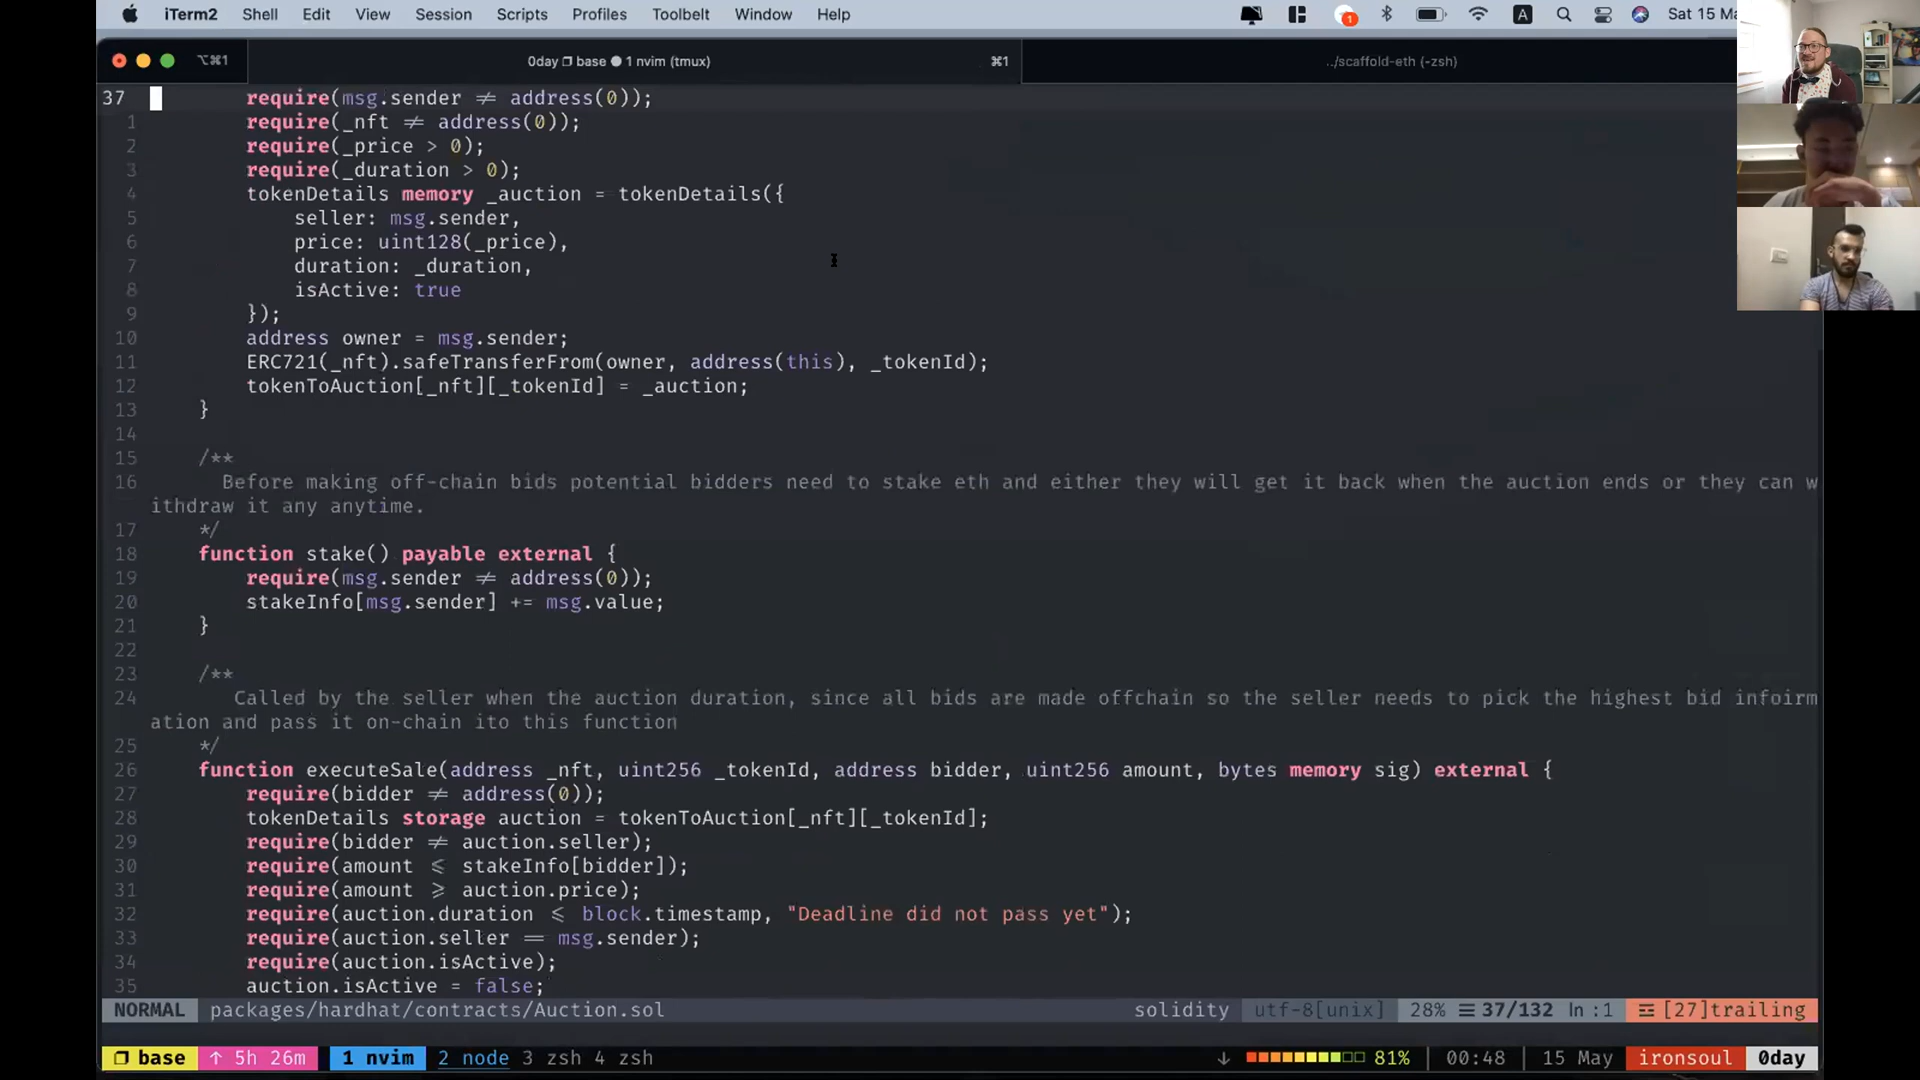 iTerm2 Shell Edit View Session Scripts Profiles Toolbelt Window Help 1 A Sat 15 Ma
⌥⌘1 0day base ● 1 nvim (tmux) ⌘1 ../scaffold-eth (-zsh)
37 require(msg.sender ≠ address(0));
1 require(_nft ≠ address(0));
2 require(_price > 0);
3 require(_duration > 0);
4 tokenDetails memory _auction = tokenDetails({
5 seller: msg.sender,
6 price: uint128(_price),
7 duration: _duration,
8 isActive: true
9 });
10 address owner = msg.sender;
11 ERC721(_nft).safeTransferFrom(owner, address(this), _tokenId);
12 tokenToAuction[_nft][_tokenId] = _auction;
13 }
14
15 /**
16 Before making off-chain bids potential bidders need to stake eth and either they will get it back when the auction ends or they can w
ithdraw it any anytime.
17 */
18 function stake() payable external {
19 require(msg.sender ≠ address(0));
20 stakeInfo[msg.sender] += msg.value;
21 }
22
23 /**
24 Called by the seller when the auction duration, since all bids are made offchain so the seller needs to pick the highest bid infoirm
ation and pass it on-chain ito this function
25 */
26 function executeSale(address _nft, uint256 _tokenId, address bidder, uint256 amount, bytes memory sig) external {
27 require(bidder ≠ address(0));
28 tokenDetails storage auction = tokenToAuction[_nft][_tokenId];
29 require(bidder ≠ auction.seller);
30 require(amount ⩽ stakeInfo[bidder]);
31 require(amount ⩾ auction.price);
32 require(auction.duration ⩽ block.timestamp, "Deadline did not pass yet");
33 require(auction.seller == msg.sender);
34 require(auction.isActive);
35 auction.isActive = false;
NORMAL packages/hardhat/contracts/Auction.sol solidity utf-8[unix] 28% ☰ 37/132 ln :1 ☲ [27]trailing
base ↑ 5h 26m 1 nvim 2 node 3 zsh 4 zsh ↓ 81% 00:48 15 May ironsoul 0day